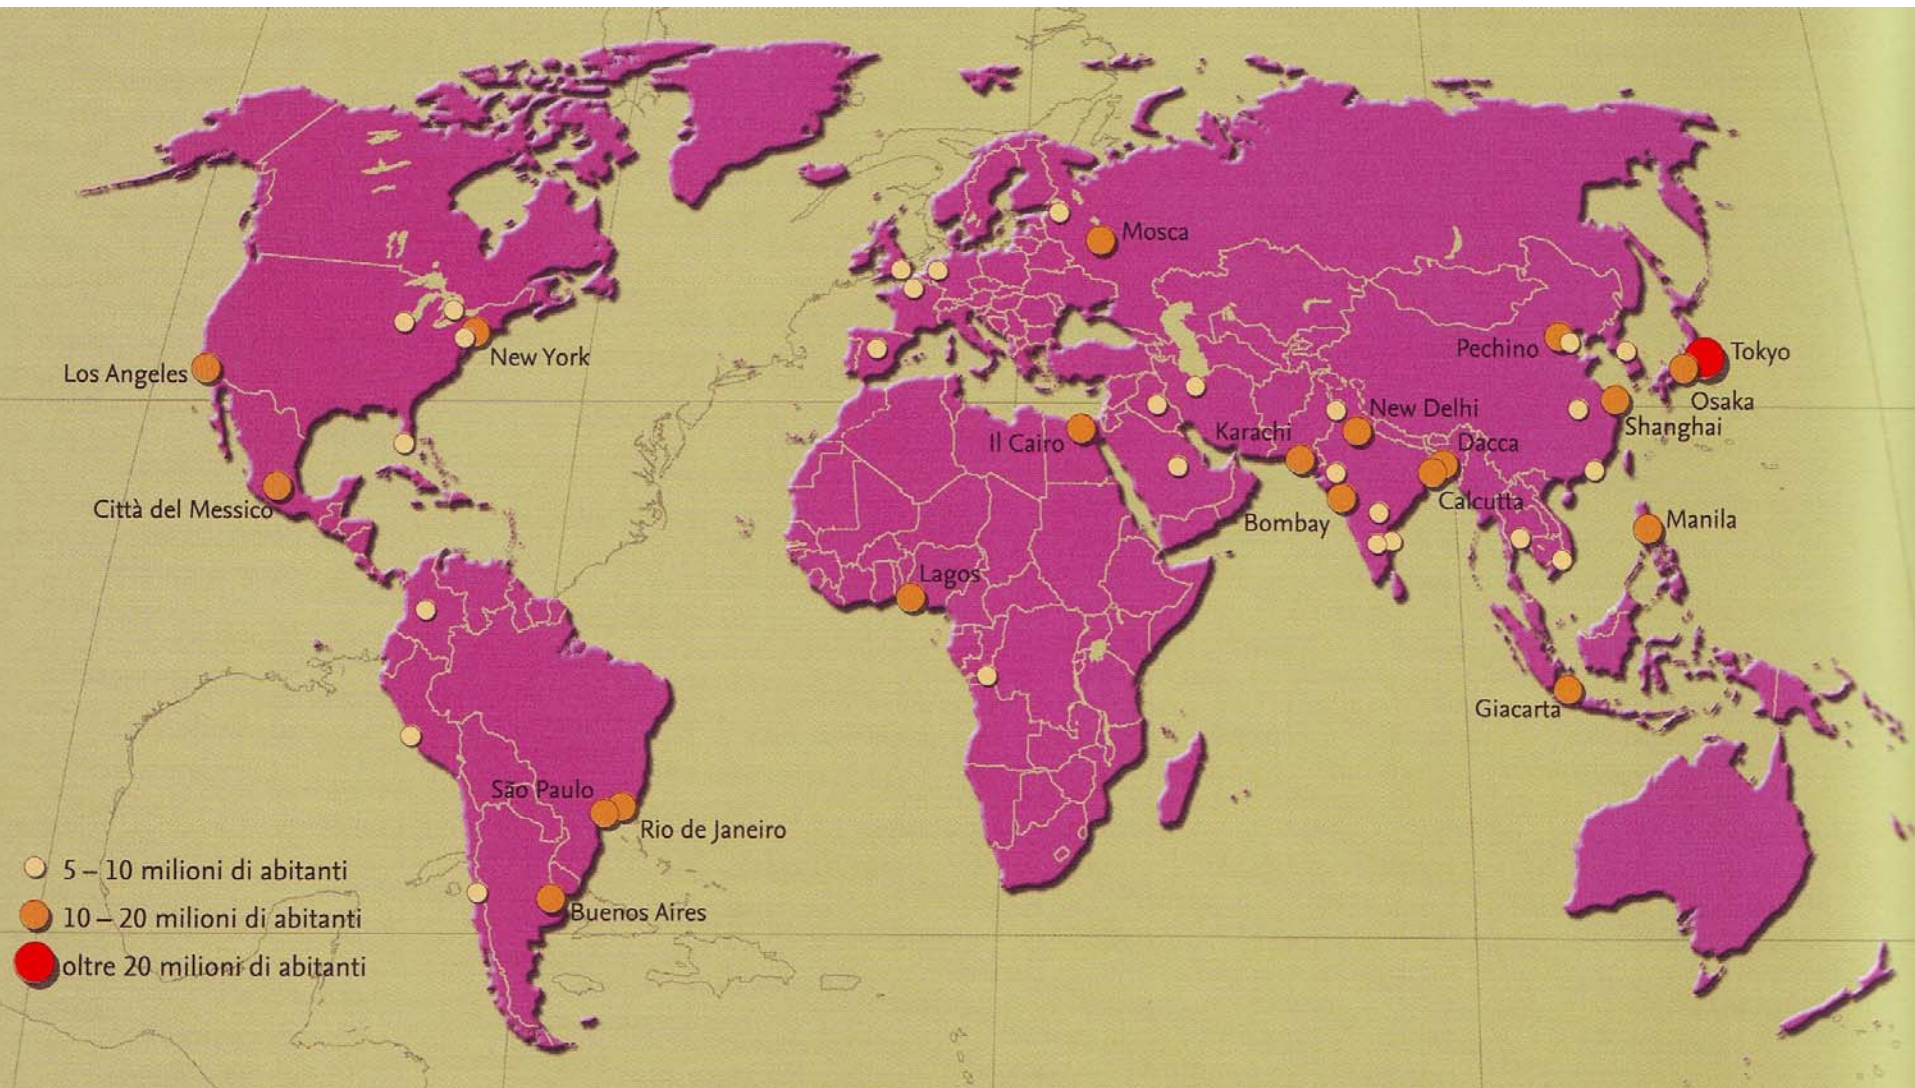 Mosca
New York
Los Angeles
Pechino
Tokyo
Osaka
New Delhi
Shanghai
Karachi
Il Cairo
Dacca
Calcutta
Città del Messico
Bombay
Manila
Lagos
Giacarta
São Paulo
Rio de Janeiro
Buenos Aires
5 – 10 milioni di abitanti
10 – 20 milioni di abitanti
oltre 20 milioni di abitanti